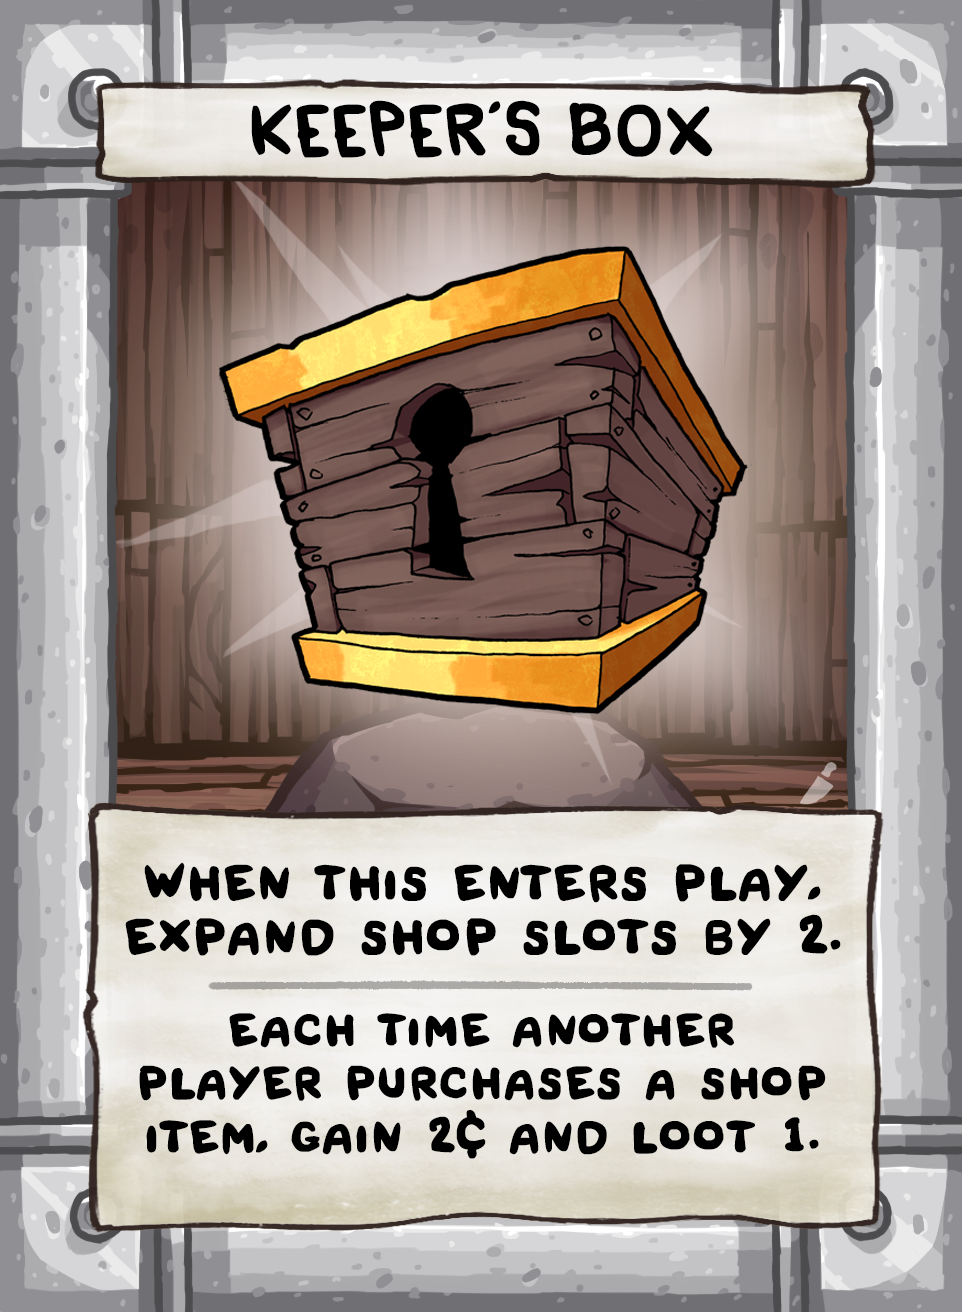 KEEPER'S BOX
WHEN THIS ENTERS PLAY,
EXPAND SHOP SLOTS BY 2.
EACH TIME ANOTHER
PLAYER PURCHASES A SHOP
ITEM, GAIN 2¢ AND LOOT 1.